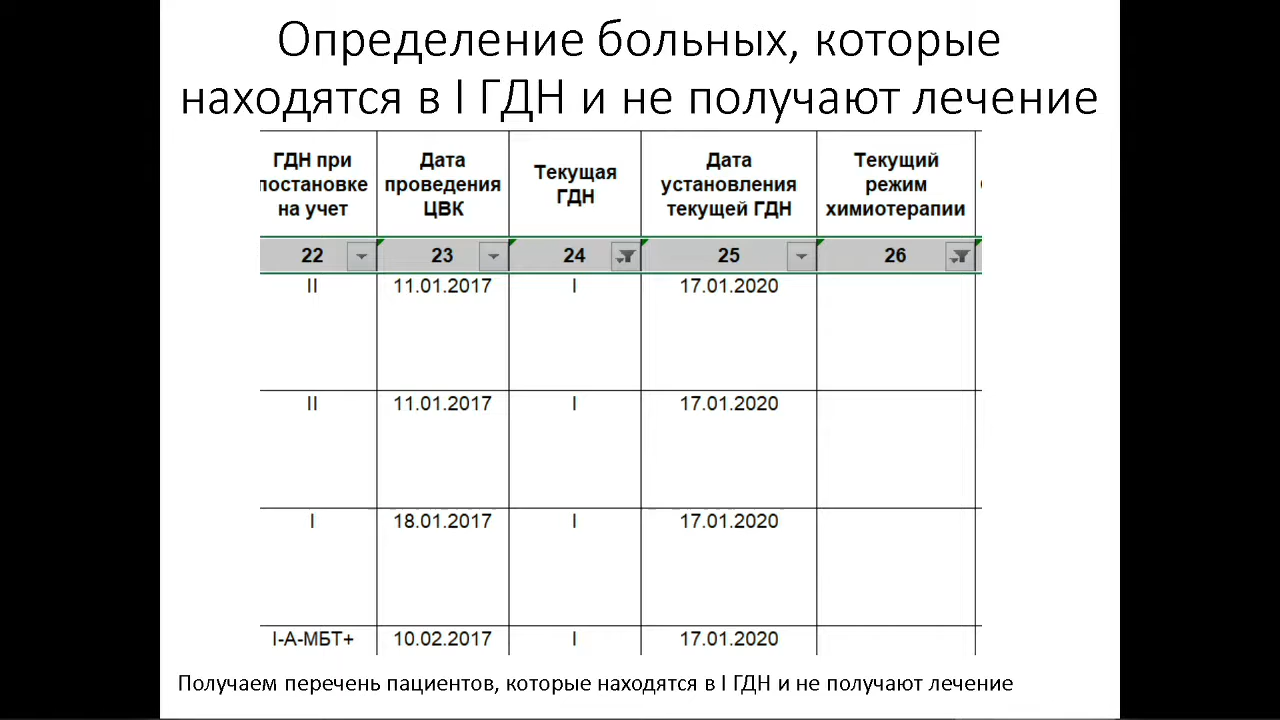 Определение больных, которые
находятся в I ГДН и не получают лечение
ГДН при постановке на учет
Дата проведения ЦВК
Текущая ГДН
Дата установления текущей ГДН
Текущий режим химиотерапии
22 23 24 25 26
II 11.01.2017 I 17.01.2020
II 11.01.2017 I 17.01.2020
I 18.01.2017 I 17.01.2020
I-А-МБТ+ 10.02.2017 I 17.01.2020
Получаем перечень пациентов, которые находятся в I ГДН и не получают лечение